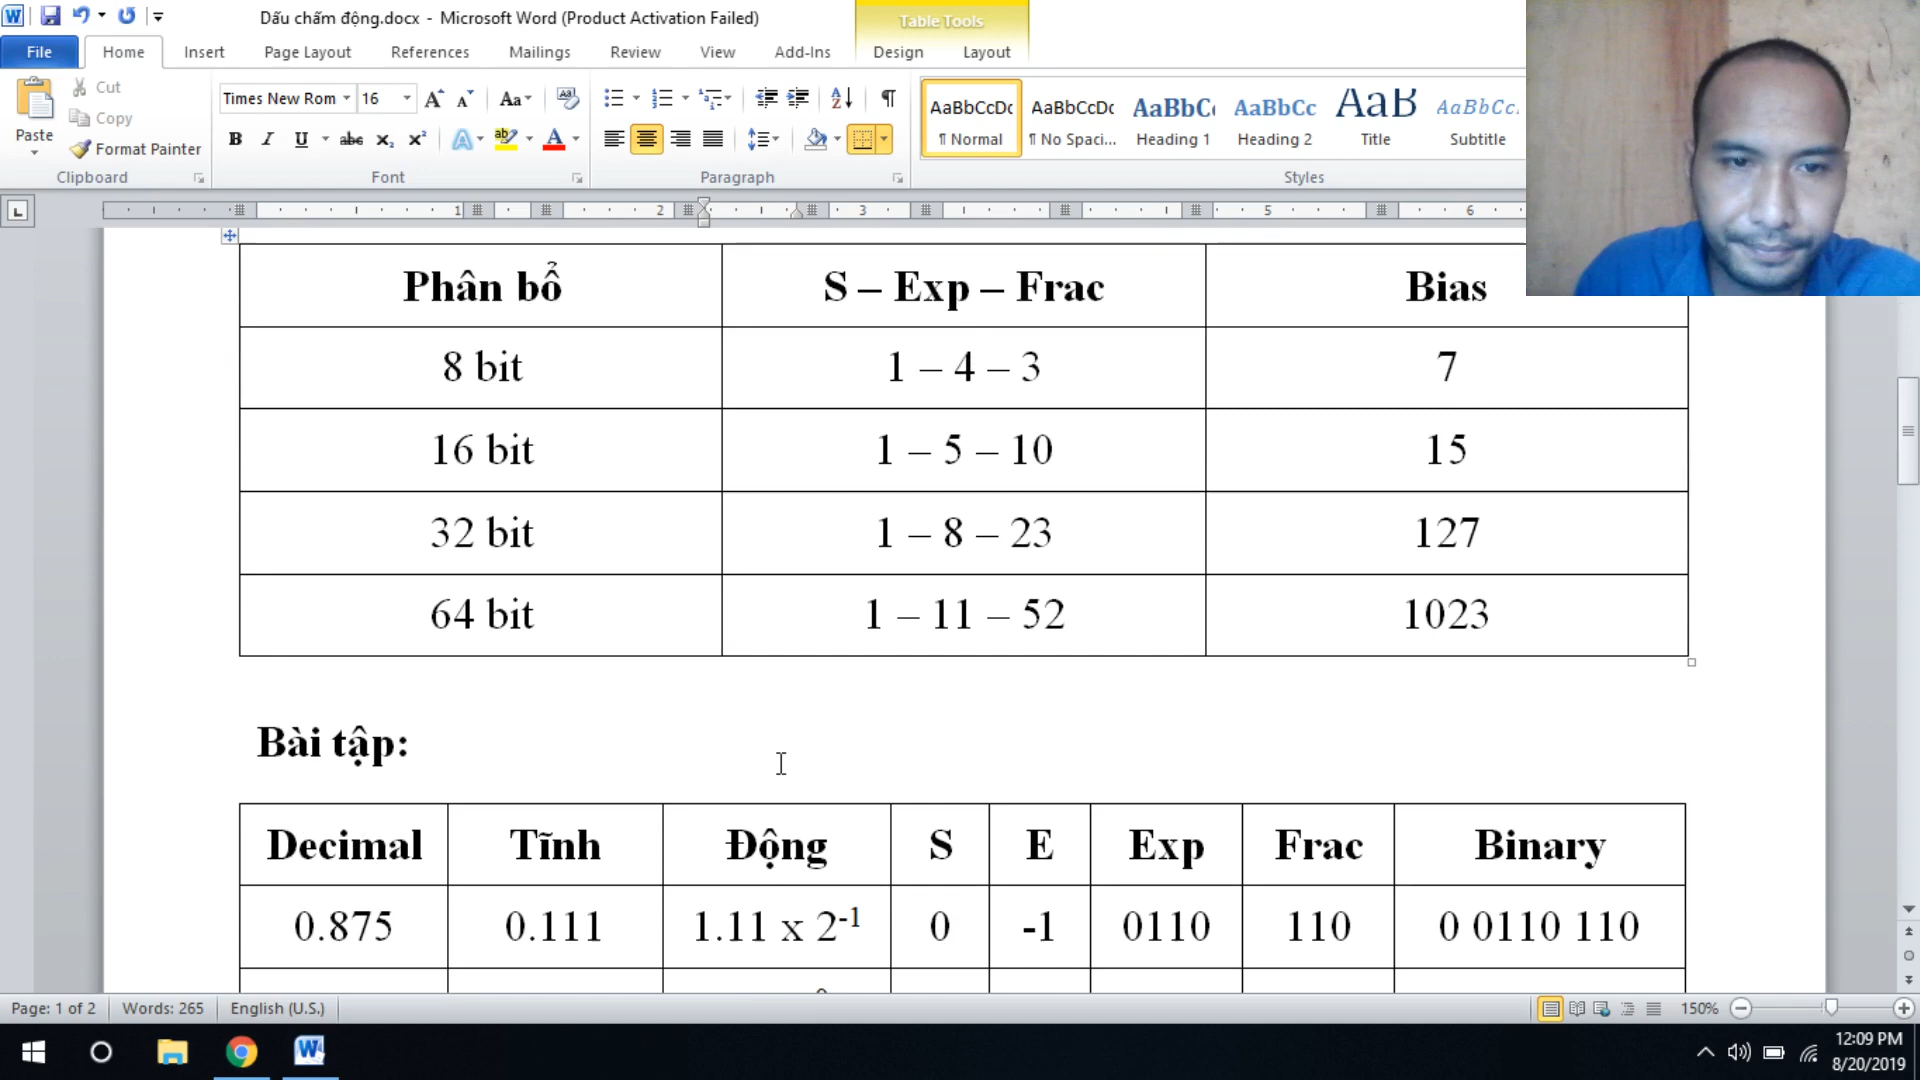 Dấu chấm động.docx - Microsoft Word (Product Activation Failed)
Table Tools
File Home Insert Page Layout References Mailings Review View Add-Ins Design Layout
Paste
Cut
Copy
Format Painter
Clipboard
Times New Rom 16
Font
Paragraph
AaBbCcDc ¶ Normal
AaBbCcDc ¶ No Spaci...
AaBbC Heading 1
AaBbCc Heading 2
AaB Title
AaBbCc. Subtitle
Styles
1 2 3 5 6
Phân bổ S – Exp – Frac Bias
8 bit 1 – 4 – 3 7
16 bit 1 – 5 – 10 15
32 bit 1 – 8 – 23 127
64 bit 1 – 11 – 52 1023
Bài tập:
Decimal Tĩnh Động S E Exp Frac Binary
0.875 0.111 1.11 x 2⁻¹ 0 -1 0110 110 0 0110 110
Page: 1 of 2 Words: 265 English (U.S.) 150%
12:09 PM
8/20/2019